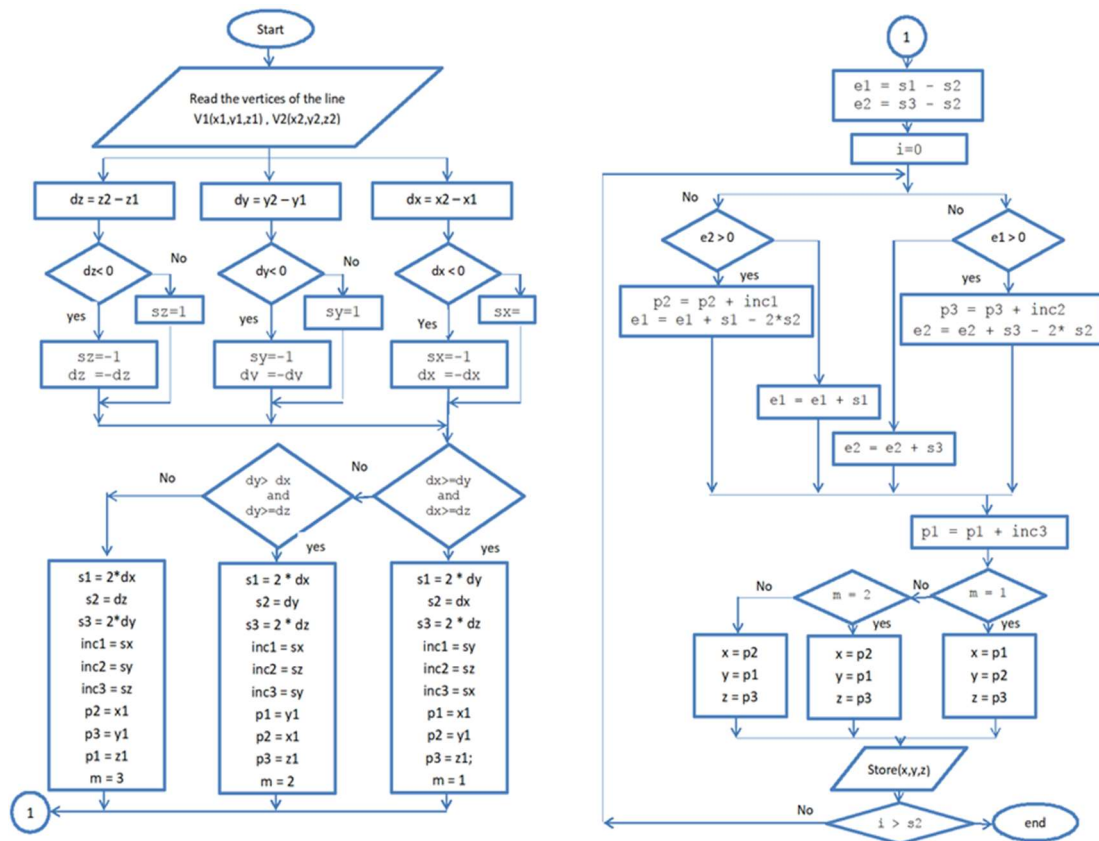 Start
Read the vertices of the line
V1(x1,y1,z1) , V2(x2,y2,z2)
dz = z2 – z1
dy = y2 – y1
dx = x2 – x1
dz< 0
No
dy< 0
No
dx < 0
No
sz=1
sy=1
sx=
yes
yes
Yes
sz=-1
dz =-dz
sy=-1
dy =-dy
sx=-1
dx =-dx
No
dy> dx
and
dy>=dz
No
dx>=dy
and
dx>=dz
yes
yes
s1 = 2*dx
s2 = dz
s3 = 2*dy
inc1 = sx
inc2 = sy
inc3 = sz
p2 = x1
p3 = y1
p1 = z1
m = 3
s1 = 2 * dx
s2 = dy
s3 = 2 * dz
inc1 = sx
inc2 = sz
inc3 = sy
p1 = y1
p2 = x1
p3 = z1
m = 2
s1 = 2 * dy
s2 = dx
s3 = 2 * dz
inc1 = sy
inc2 = sz
inc3 = sx
p1 = x1
p2 = y1
p3 = z1;
m = 1
1
1
e1 = s1 - s2
e2 = s3 - s2
i=0
No
e2 > 0
No
e1 > 0
yes
yes
p2 = p2 + inc1
e1 = e1 + s1 - 2*s2
p3 = p3 + inc2
e2 = e2 + s3 - 2* s2
e1 = e1 + s1
e2 = e2 + s3
p1 = p1 + inc3
No
m = 2
No
m = 1
yes
yes
x = p2
y = p1
z = p3
x = p2
y = p1
z = p3
x = p1
y = p2
z = p3
Store(x,y,z)
No
i > s2
end